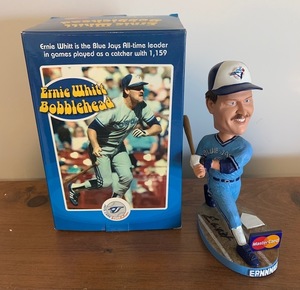 Ernie Whitt is the Blue Jays All-time leader
in games played as a catcher with 1,159
Ernie Whitt
Bobblehead
MasterCard